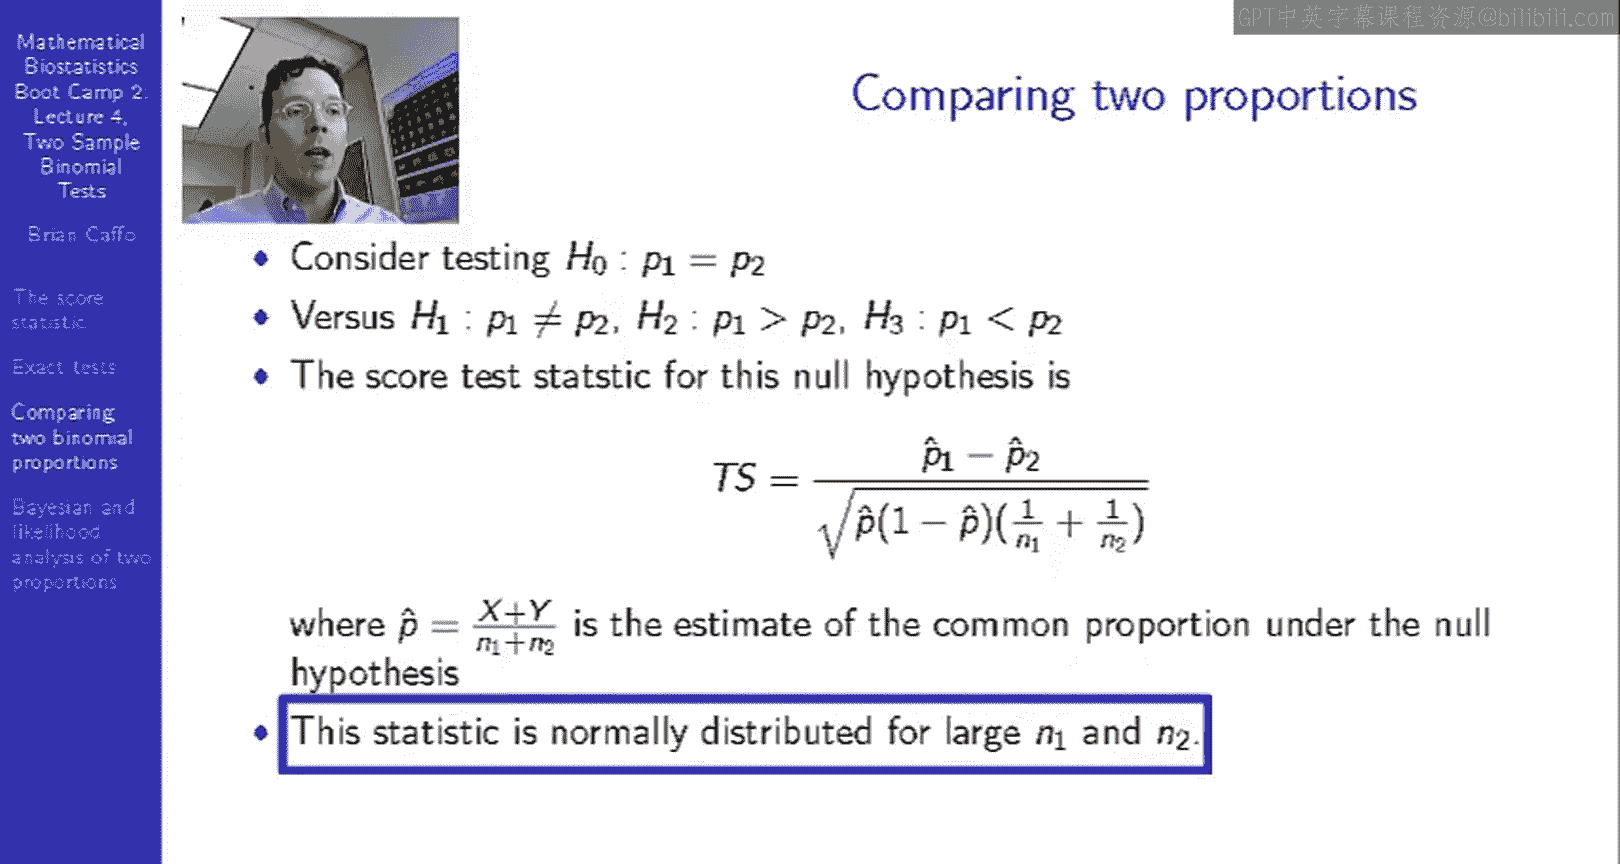 GPT中英字幕课程资源@bilibili.com
Mathematical
Biostatistics
Boot Camp 2:
Lecture 4,
Two Sample
Binomial
Tests
Brian Caffo
The score
statistic
Exact tests
Comparing
two binomial
proportions
Bayesian and
likelihood
analysis of two
proportions
Comparing two proportions
• Consider testing H₀ : p₁ = p₂
• Versus H₁ : p₁ ≠ p₂, H₂ : p₁ > p₂, H₃ : p₁ < p₂
• The score test statstic for this null hypothesis is
TS = (p̂₁ − p̂₂) / √(p̂(1 − p̂)(1/n₁ + 1/n₂))
where p̂ = (X+Y)/(n₁+n₂) is the estimate of the common proportion under the null
hypothesis
• This statistic is normally distributed for large n₁ and n₂.